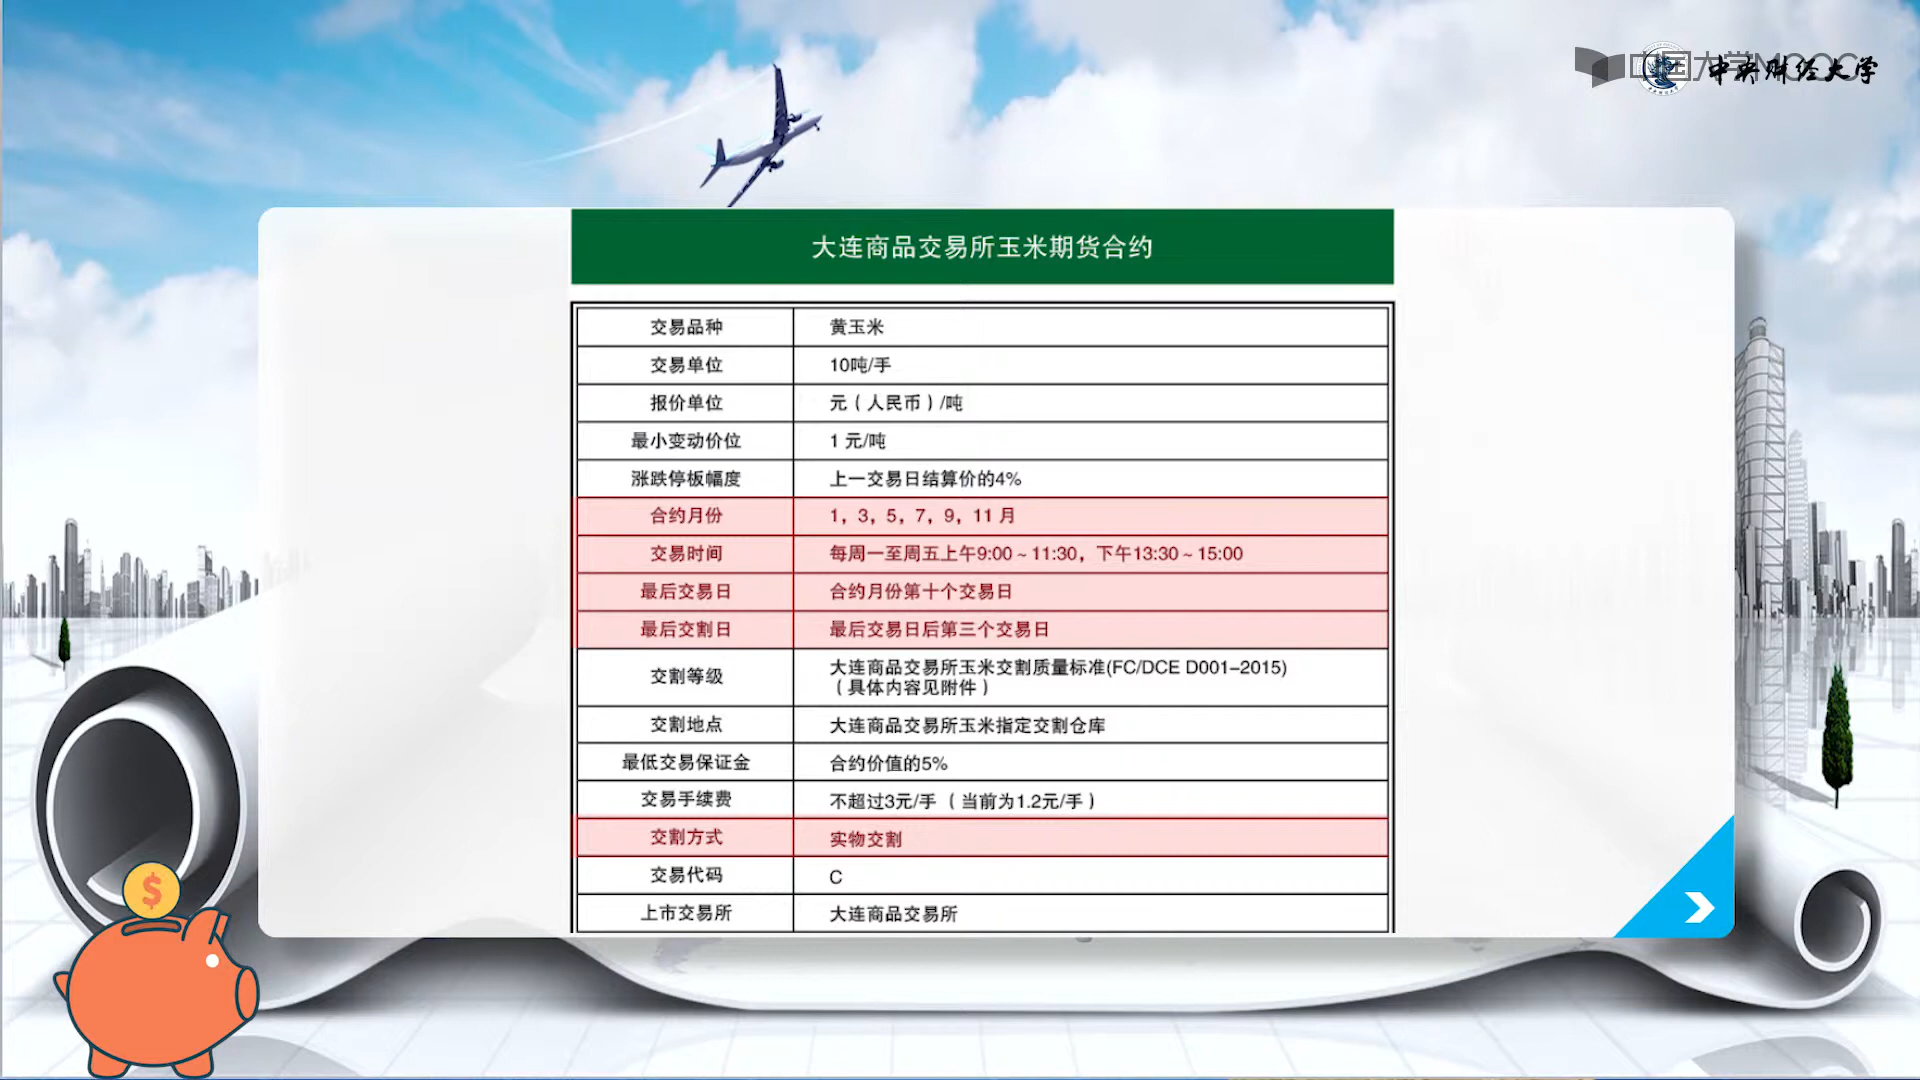 中国大学MOOC
中央财经大学
大连商品交易所玉米期货合约
交易品种 黄玉米
交易单位 10吨/手
报价单位 元（人民币）/吨
最小变动价位 1 元/吨
涨跌停板幅度 上一交易日结算价的4%
合约月份 1，3，5，7，9，11 月
交易时间 每周一至周五上午9:00～11:30，下午13:30～15:00
最后交易日 合约月份第十个交易日
最后交割日 最后交易日后第三个交易日
交割等级 大连商品交易所玉米交割质量标准(FC/DCE D001-2015)
（具体内容见附件）
交割地点 大连商品交易所玉米指定交割仓库
最低交易保证金 合约价值的5%
交易手续费 不超过3元/手 （当前为1.2元/手）
交割方式 实物交割
交易代码 C
上市交易所 大连商品交易所
$